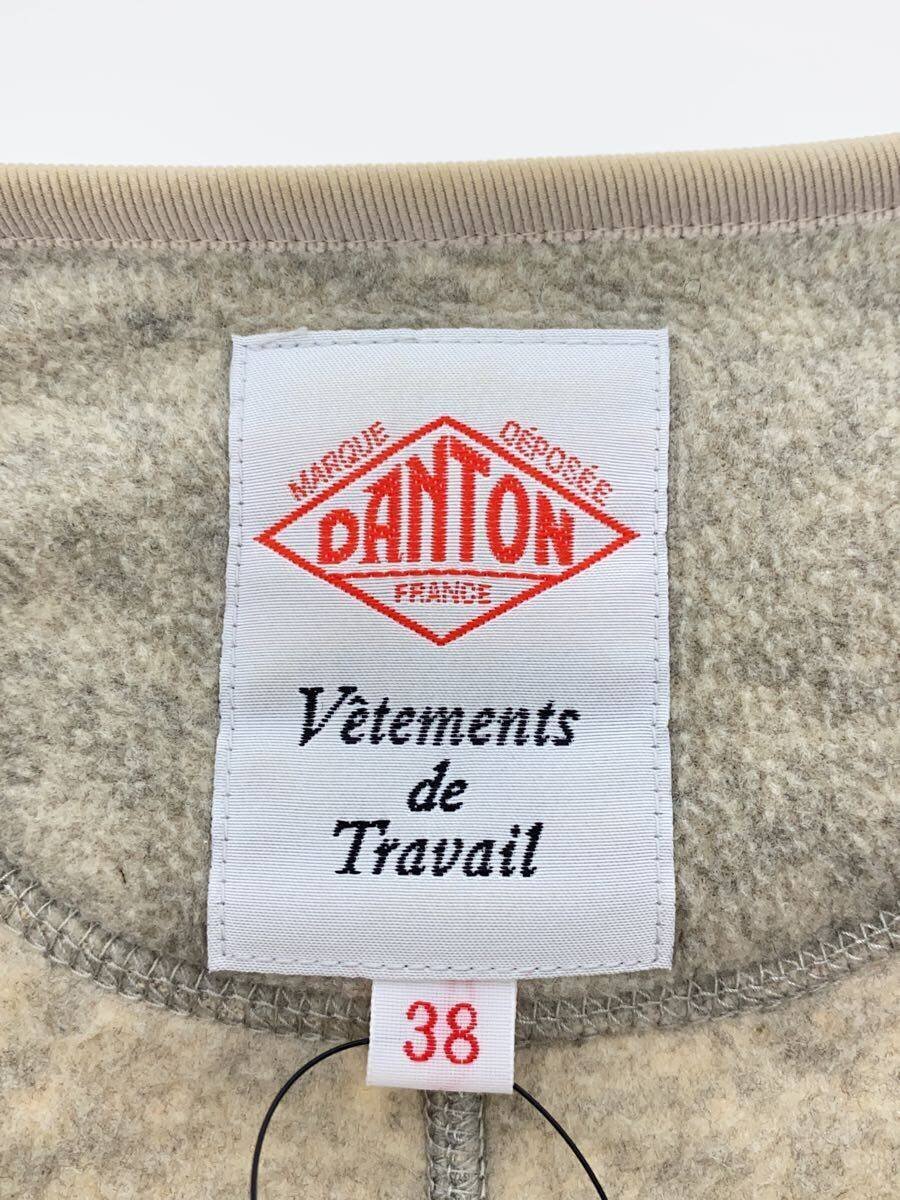 MARQUE DÉPOSÉE
DANTON
FRANCE
Vêtements
de
Travail
38